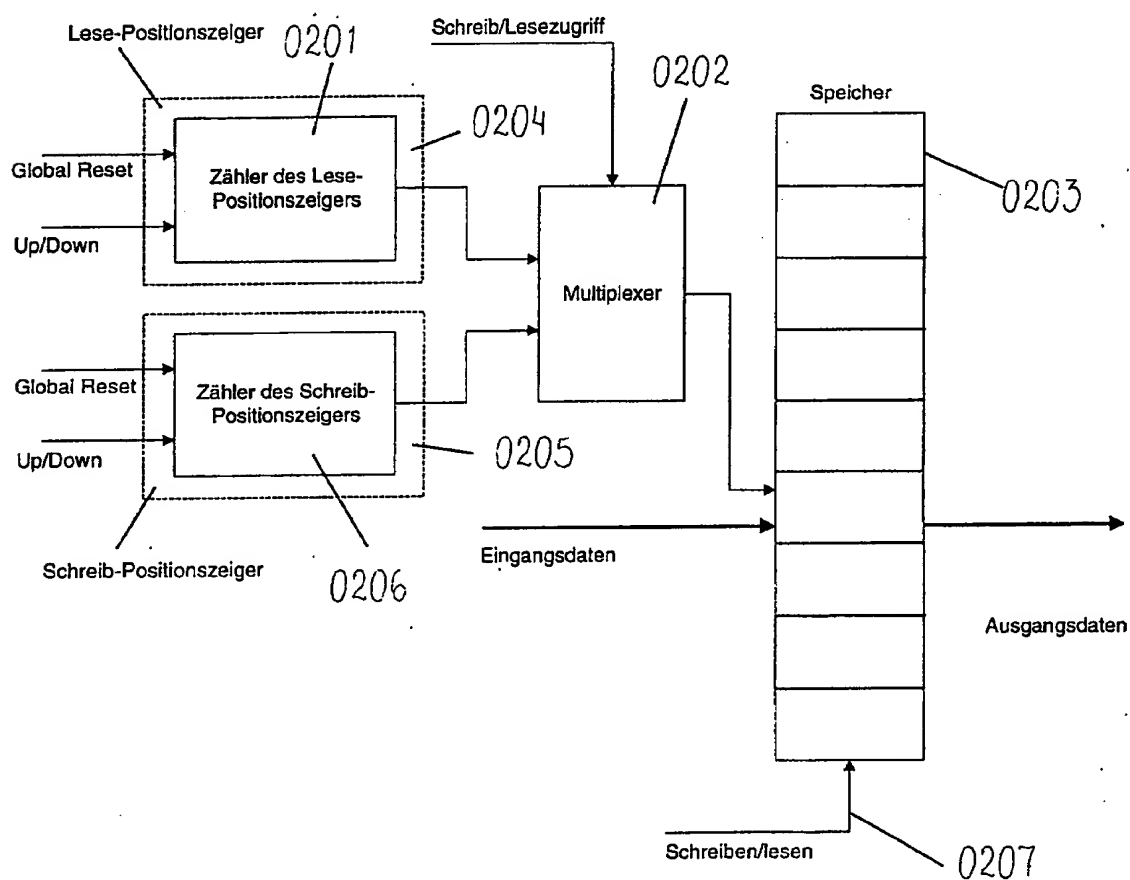 Lese-Positionszeiger
0201
Schreib/Lesezugriff
0202
Speicher
0204
Global Reset
Zähler des Lese-
Positionszeigers
0203
Up/Down
Multiplexer
Global Reset
Zähler des Schreib-
Positionszeigers
Up/Down
0205
Eingangsdaten
Schreib-Positionszeiger
0206
Ausgangsdaten
Schreiben/lesen
0207